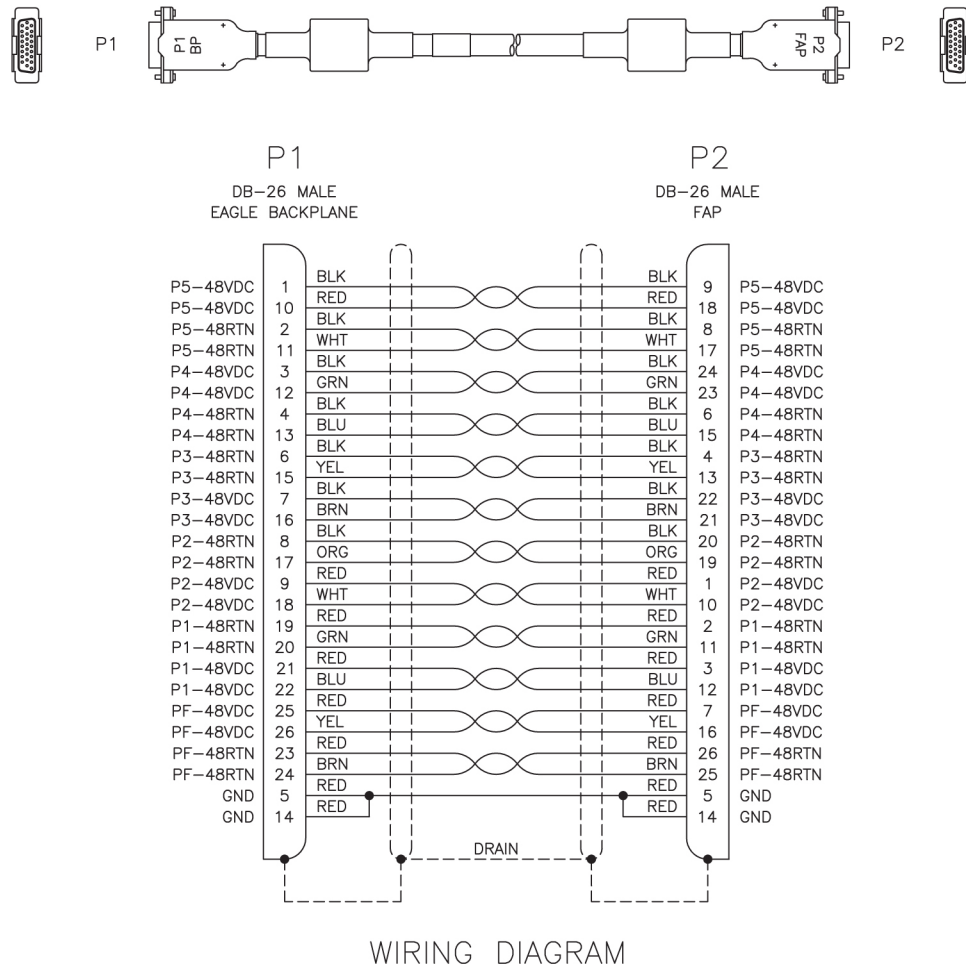 P1
P1
BP
P2
FAP
P2
P1
DB-26 MALE
EAGLE BACKPLANE
P2
DB-26 MALE
FAP
P5-48VDC 1 BLK BLK 9 P5-48VDC
P5-48VDC 10 RED RED 18 P5-48VDC
P5-48RTN 2 BLK BLK 8 P5-48RTN
P5-48RTN 11 WHT WHT 17 P5-48RTN
P4-48VDC 3 BLK BLK 24 P4-48VDC
P4-48VDC 12 GRN GRN 23 P4-48VDC
P4-48RTN 4 BLK BLK 6 P4-48RTN
P4-48RTN 13 BLU BLU 15 P4-48RTN
P3-48RTN 6 BLK BLK 4 P3-48RTN
P3-48RTN 15 YEL YEL 13 P3-48RTN
P3-48VDC 7 BLK BLK 22 P3-48VDC
P3-48VDC 16 BRN BRN 21 P3-48VDC
P2-48RTN 8 BLK BLK 20 P2-48RTN
P2-48RTN 17 ORG ORG 19 P2-48RTN
P2-48VDC 9 RED RED 1 P2-48VDC
P2-48VDC 18 WHT WHT 10 P2-48VDC
P1-48RTN 19 RED RED 2 P1-48RTN
P1-48RTN 20 GRN GRN 11 P1-48RTN
P1-48VDC 21 RED RED 3 P1-48VDC
P1-48VDC 22 BLU BLU 12 P1-48VDC
PF-48VDC 25 RED RED 7 PF-48VDC
PF-48VDC 26 YEL YEL 16 PF-48VDC
PF-48RTN 23 RED RED 26 PF-48RTN
PF-48RTN 24 BRN BRN 25 PF-48RTN
GND 5 RED RED 5 GND
GND 14 RED RED 14 GND
DRAIN
WIRING DIAGRAM